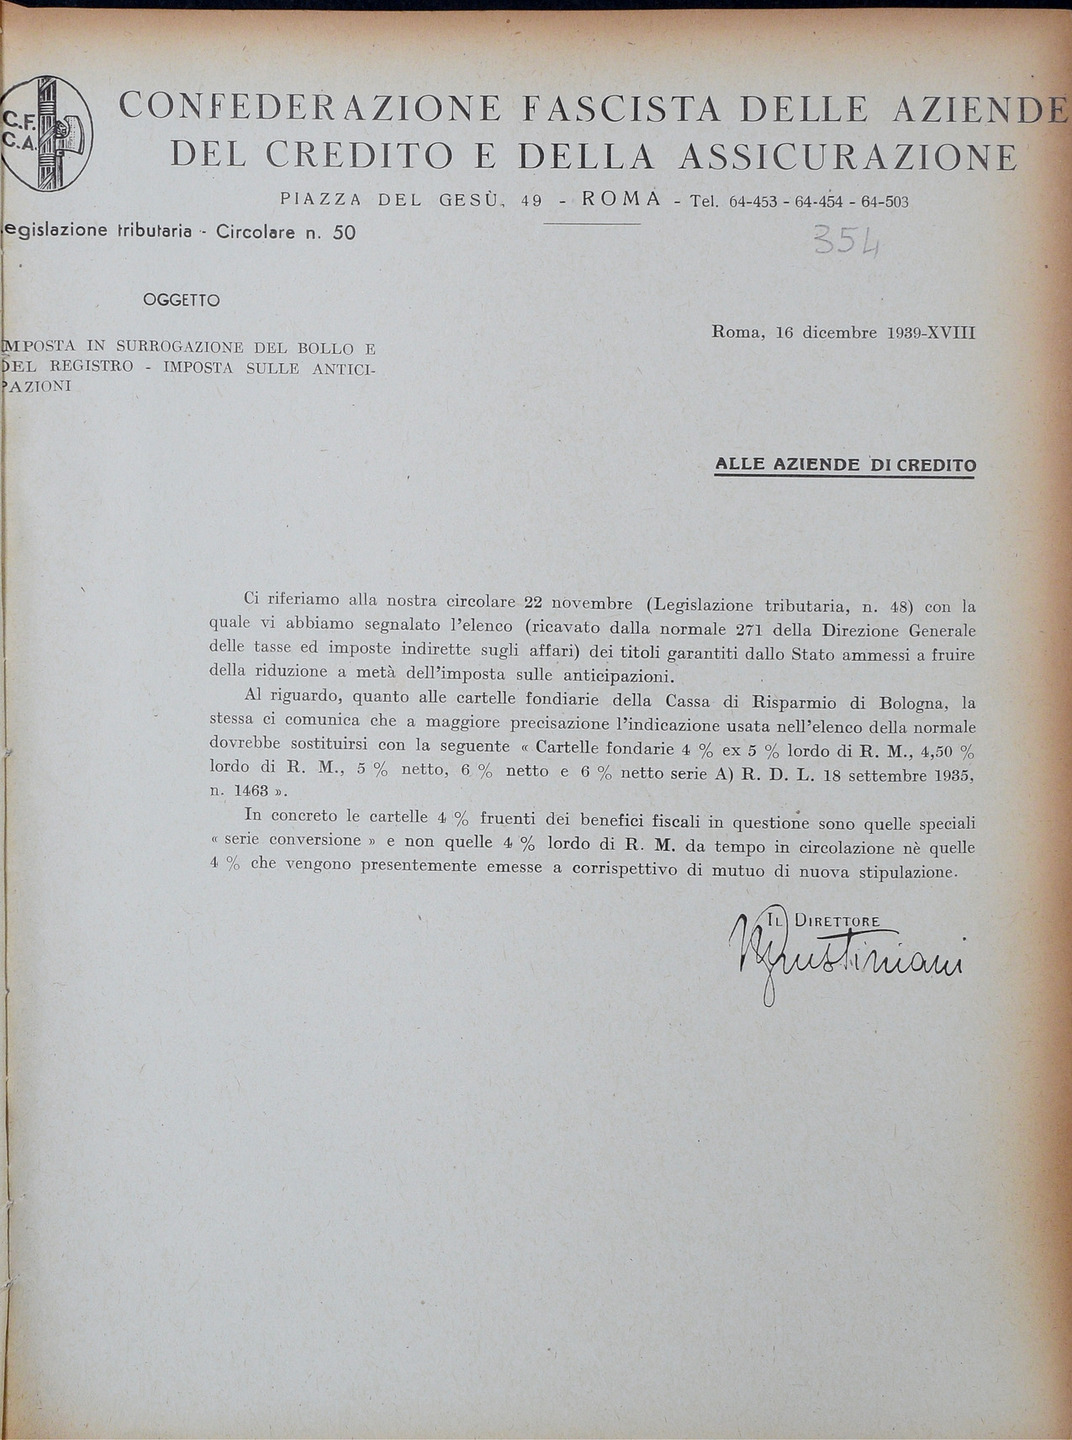 C.F.
C.A.
CONFEDERAZIONE FASCISTA DELLE AZIENDE
DEL CREDITO E DELLA ASSICURAZIONE
PIAZZA DEL GESÙ, 49 - ROMA - Tel. 64-453 - 64-454 - 64-503
egislazione tributaria - Circolare n. 50
354
OGGETTO
Roma, 16 dicembre 1939-XVIII
MPOSTA IN SURROGAZIONE DEL BOLLO E
DEL REGISTRO - IMPOSTA SULLE ANTICI-
PAZIONI
ALLE AZIENDE DI CREDITO
Ci riferiamo alla nostra circolare 22 novembre (Legislazione tributaria, n. 48) con la
quale vi abbiamo segnalato l'elenco (ricavato dalla normale 271 della Direzione Generale
delle tasse ed imposte indirette sugli affari) dei titoli garantiti dallo Stato ammessi a fruire
della riduzione a metà dell'imposta sulle anticipazioni.
Al riguardo, quanto alle cartelle fondiarie della Cassa di Risparmio di Bologna, la
stessa ci comunica che a maggiore precisazione l'indicazione usata nell'elenco della normale
dovrebbe sostituirsi con la seguente « Cartelle fondarie 4 % ex 5 % lordo di R. M., 4,50 %
lordo di R. M., 5 % netto, 6 % netto e 6 % netto serie A) R. D. L. 18 settembre 1935,
n. 1463 ».
In concreto le cartelle 4 % fruenti dei benefici fiscali in questione sono quelle speciali
« serie conversione » e non quelle 4 % lordo di R. M. da tempo in circolazione nè quelle
4 % che vengono presentemente emesse a corrispettivo di mutuo di nuova stipulazione.
IL DIRETTORE
Giustiniani